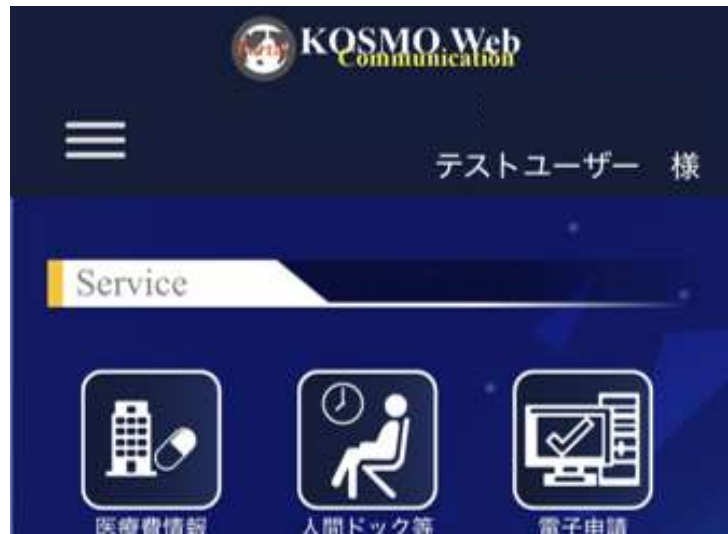 Portal KOSMO Web
Communication
テストユーザー 様
Service
医療費情報 人間ドック等 電子申請